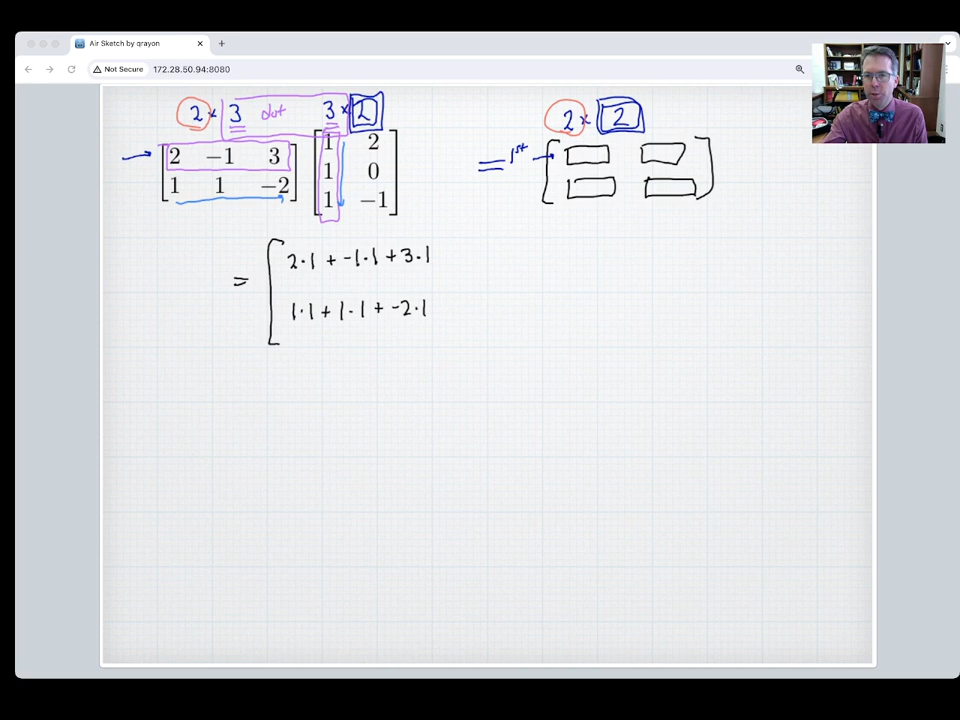 Air Sketch by qrayon
Not Secure 172.28.50.94:8080
2 × 3 dot 3 × 2
2 × 2
2 −1 3
1 1 −2
1 2
1 0
1 −1
= 1st →
=
2·1 + -1·1 + 3·1
1·1 + 1·1 + -2·1